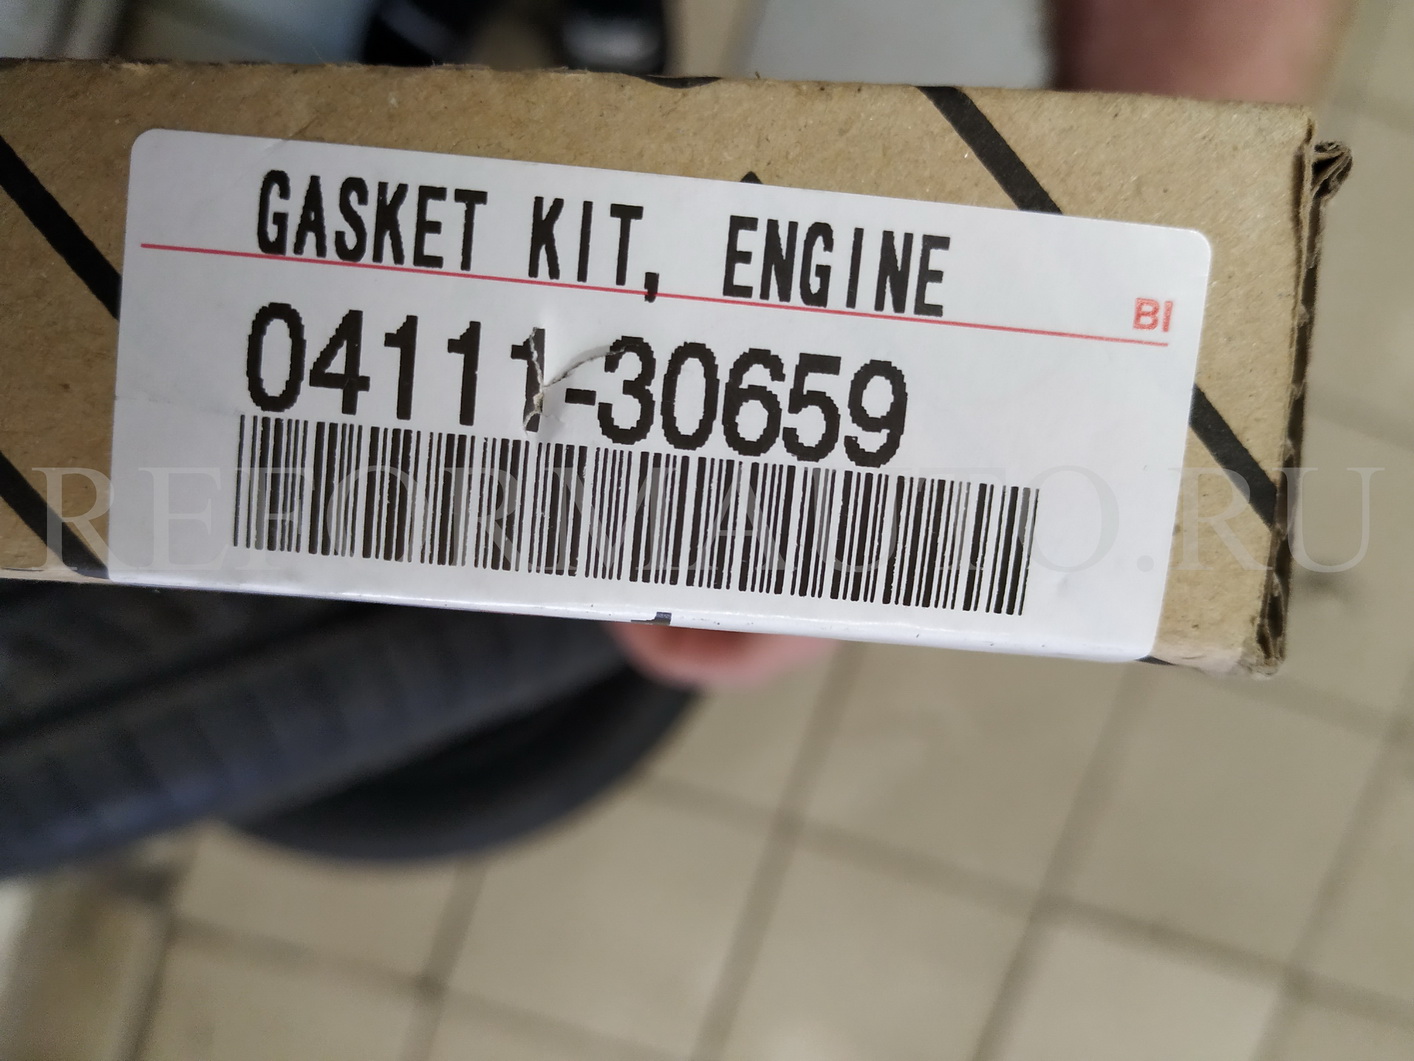 GASKET KIT, ENGINE
BI
04111-30659
REFORMAUTO.RU